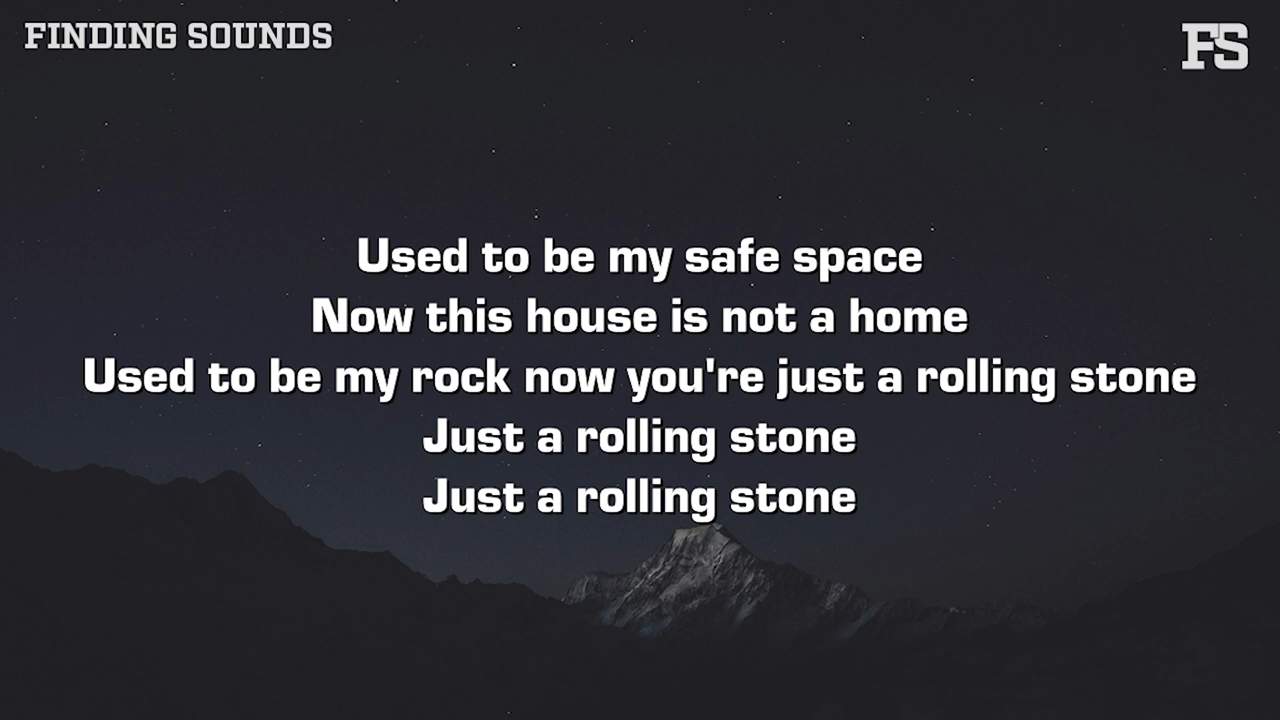 FINDING SOUNDS
FS
Used to be my safe space
Now this house is not a home
Used to be my rock now you're just a rolling stone
Just a rolling stone
Just a rolling stone